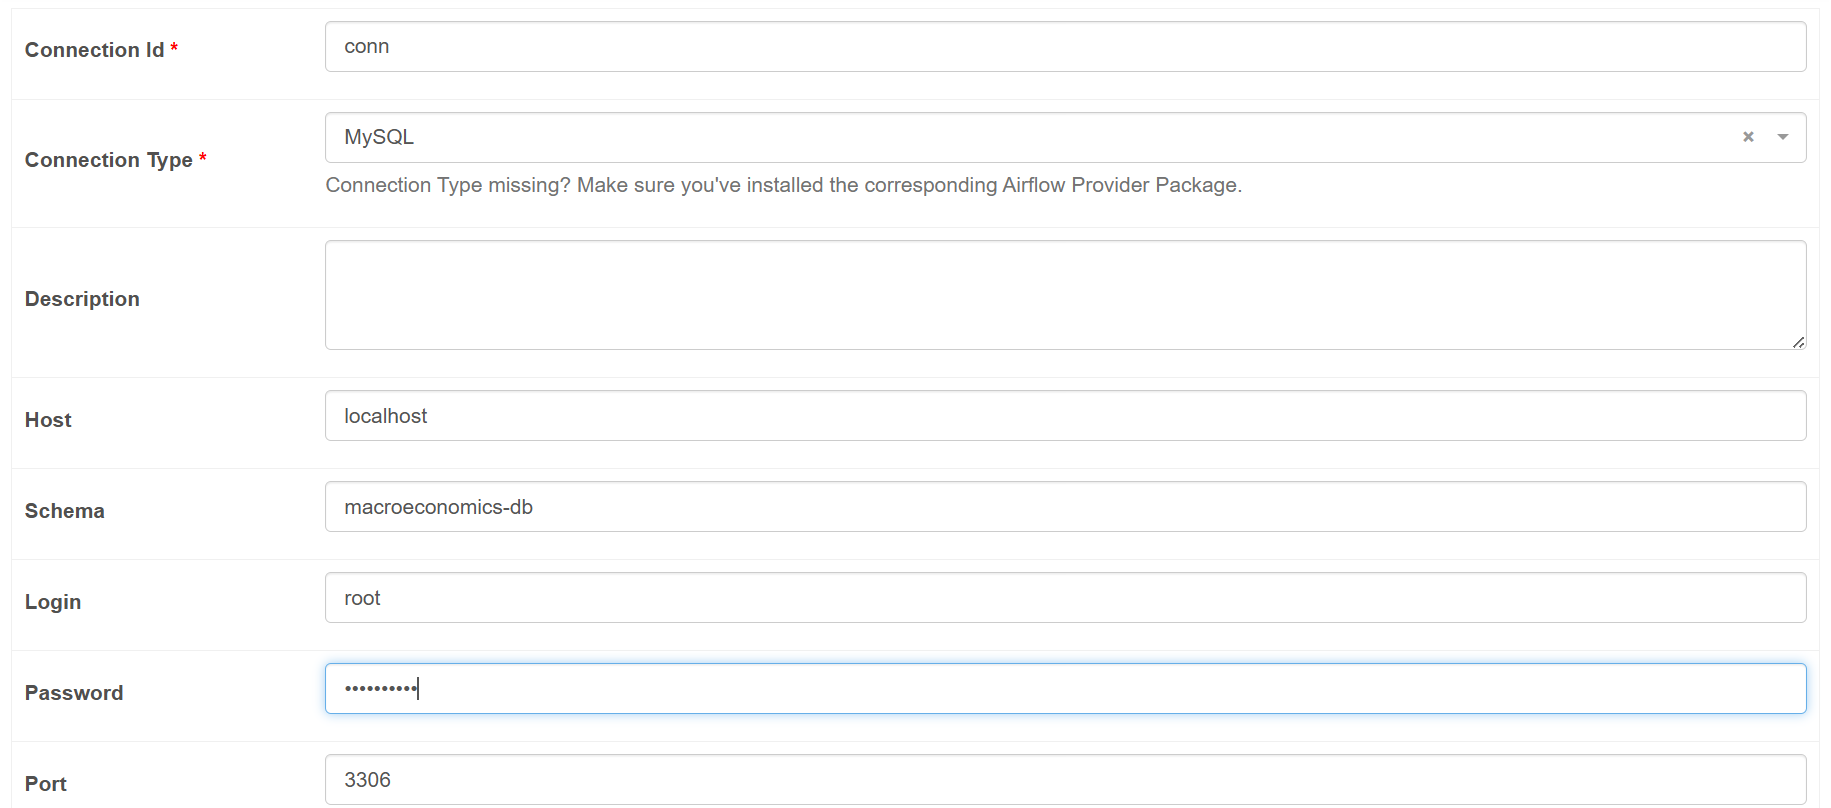 Connection Id *
conn
Connection Type *
MySQL
Connection Type missing? Make sure you've installed the corresponding Airflow Provider Package.
Description
Host
localhost
Schema
macroeconomics-db
Login
root
Password
••••••••••
Port
3306